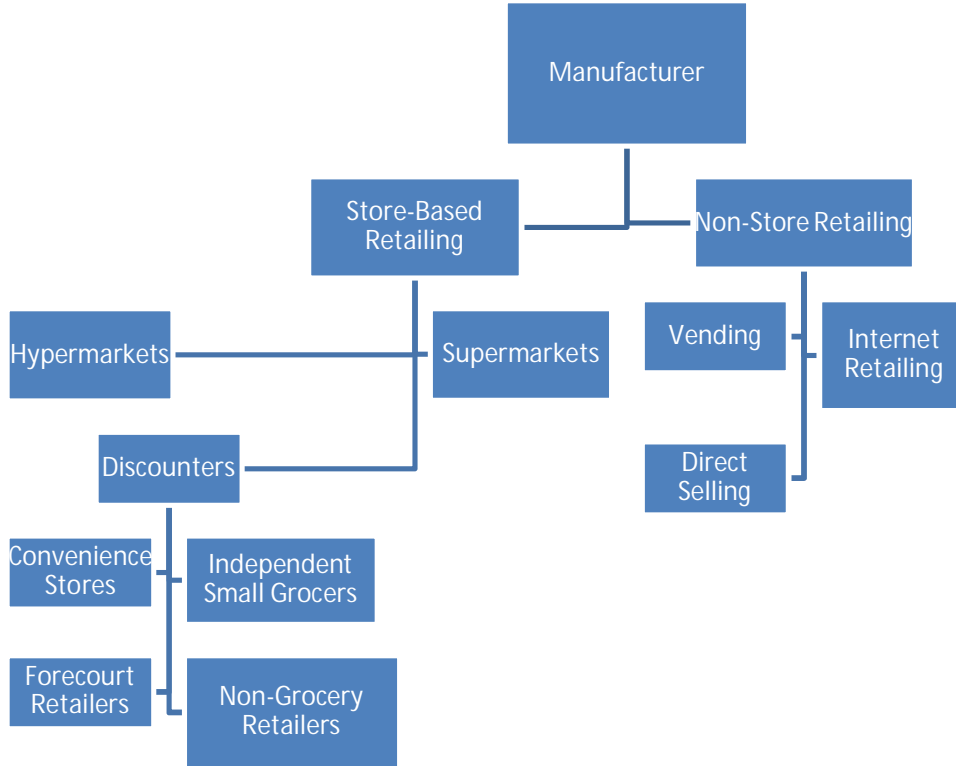 Manufacturer
Store-Based
Retailing
Non-Store Retailing
Hypermarkets
Supermarkets
Vending
Internet
Retailing
Discounters
Direct
Selling
Convenience
Stores
Independent
Small Grocers
Forecourt
Retailers
Non-Grocery
Retailers